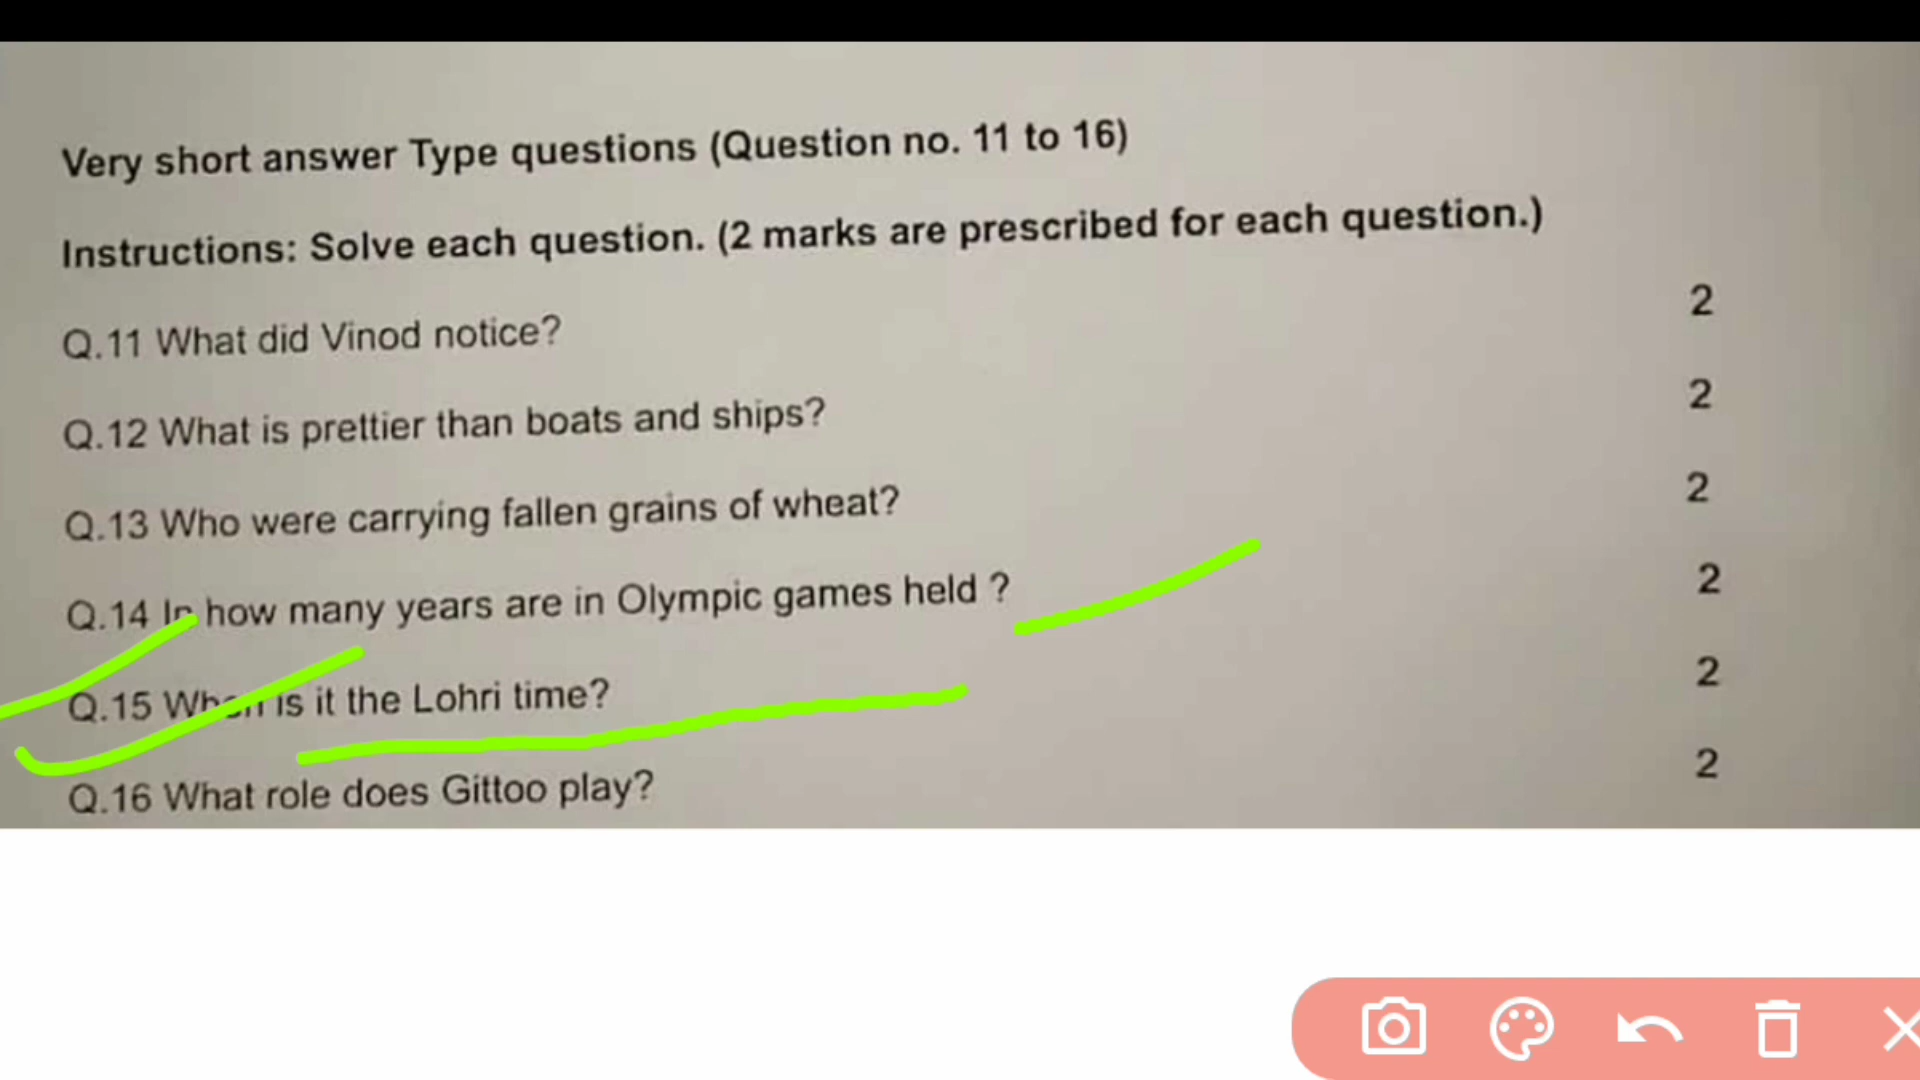 Very short answer Type questions (Question no. 11 to 16)
Instructions: Solve each question. (2 marks are prescribed for each question.)
Q.11 What did Vinod notice? 2
Q.12 What is prettier than boats and ships? 2
Q.13 Who were carrying fallen grains of wheat? 2
Q.14 In how many years are in Olympic games held ? 2
Q.15 When is it the Lohri time? 2
Q.16 What role does Gittoo play? 2